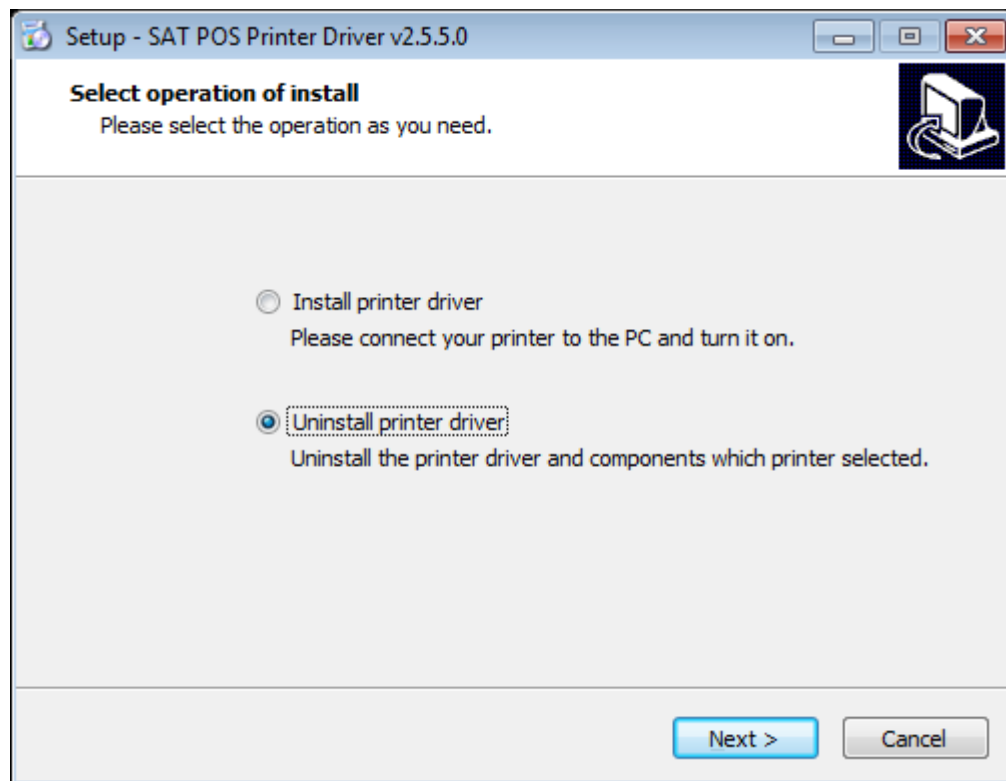 Setup - SAT POS Printer Driver v2.5.5.0
Select operation of install
Please select the operation as you need.
Install printer driver
Please connect your printer to the PC and turn it on.
Uninstall printer driver
Uninstall the printer driver and components which printer selected.
Next >
Cancel